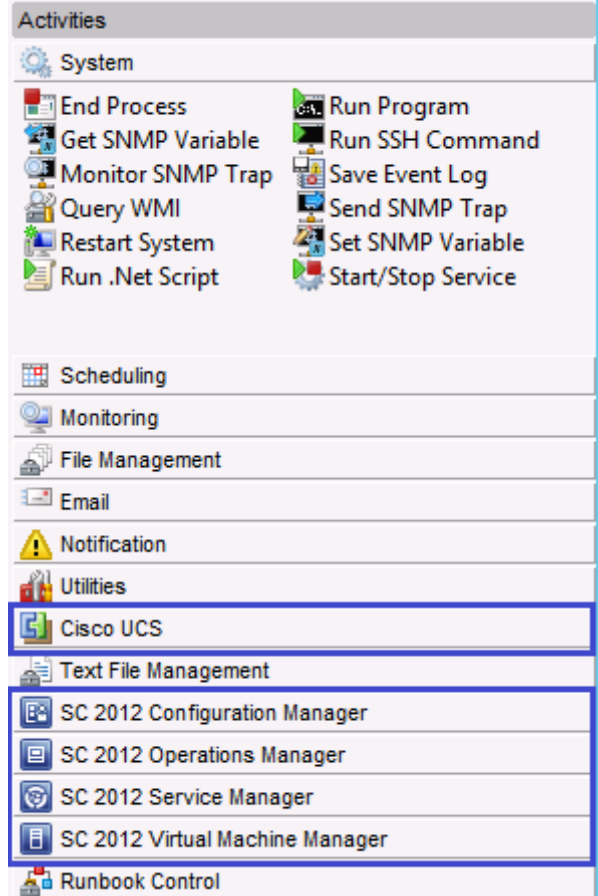 Activities
System
End Process Run Program
Get SNMP Variable Run SSH Command
Monitor SNMP Trap Save Event Log
Query WMI Send SNMP Trap
Restart System Set SNMP Variable
Run .Net Script Start/Stop Service
Scheduling
Monitoring
File Management
Email
Notification
Utilities
Cisco UCS
Text File Management
SC 2012 Configuration Manager
SC 2012 Operations Manager
SC 2012 Service Manager
SC 2012 Virtual Machine Manager
Runbook Control